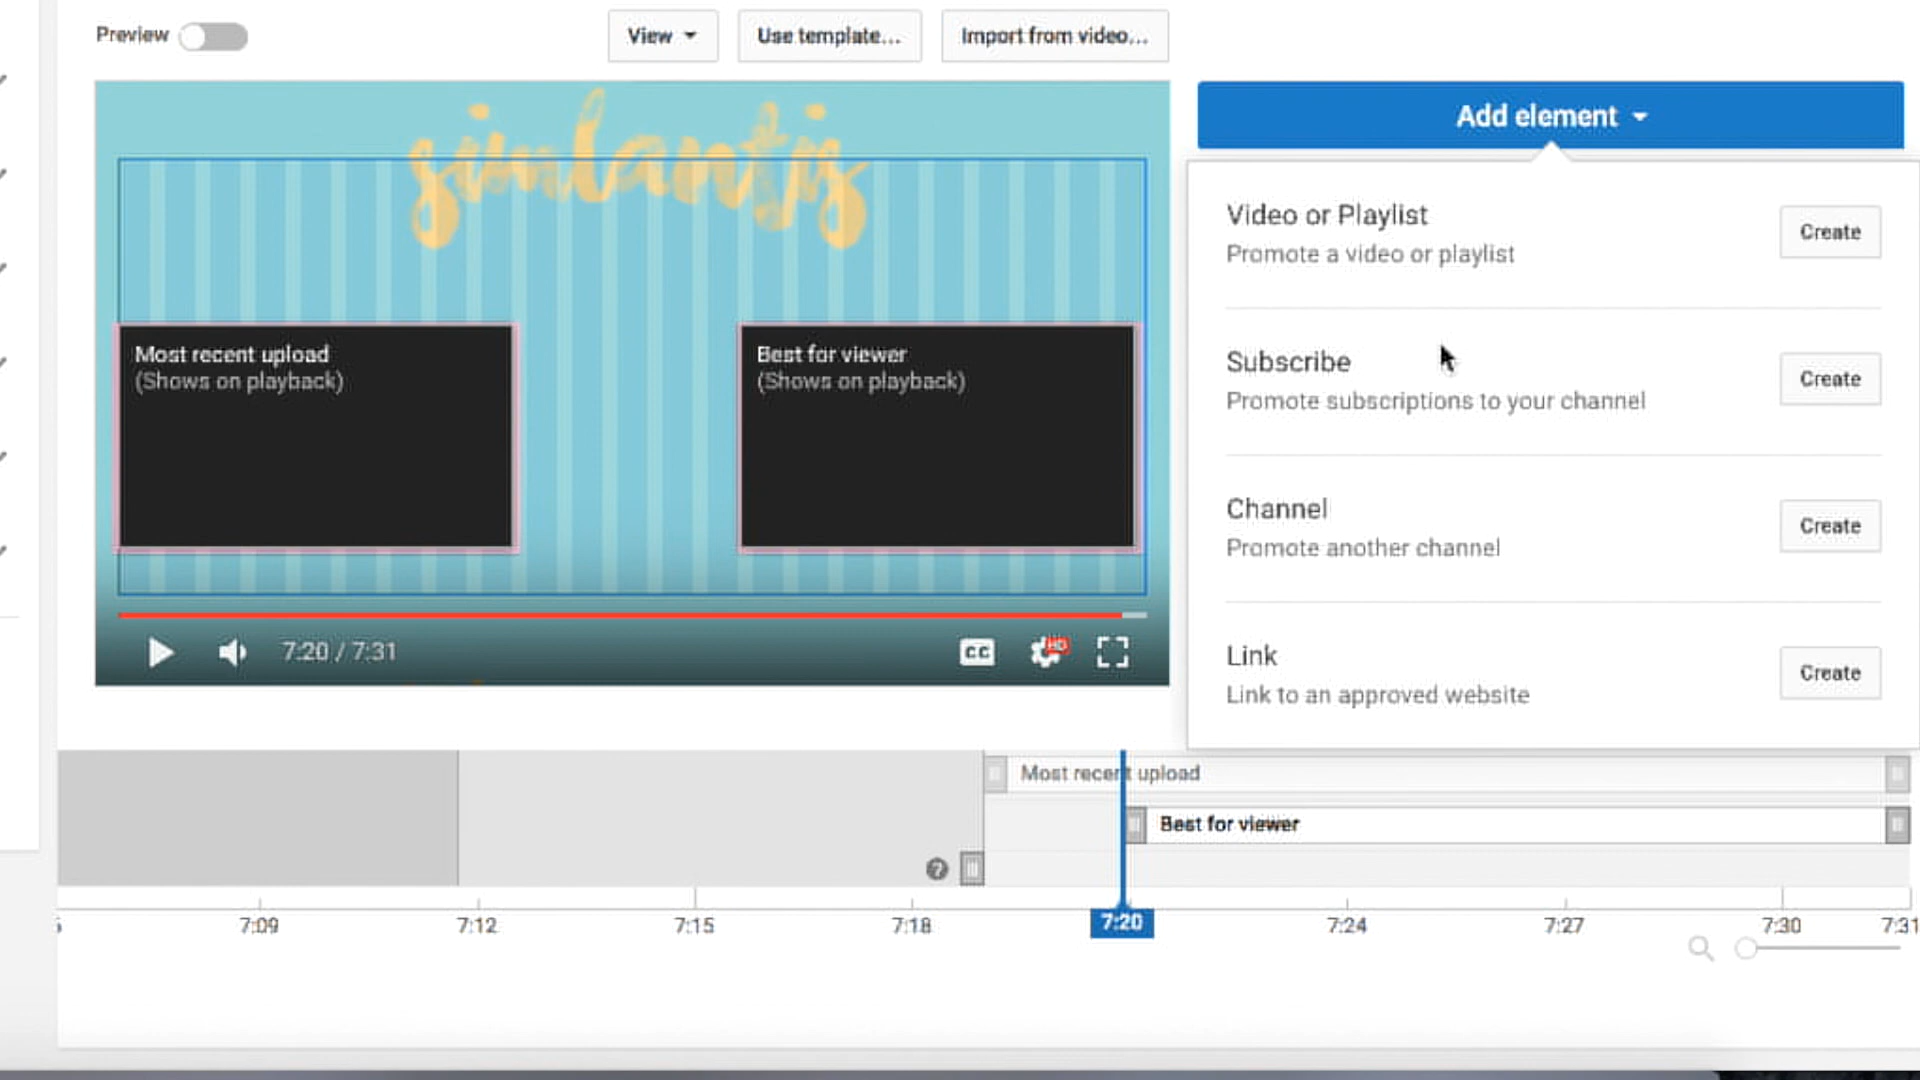 Preview
View
Use template...
Import from video...
simlantis
Add element
Video or Playlist
Promote a video or playlist
Create
Subscribe
Promote subscriptions to your channel
Create
Channel
Promote another channel
Create
Link
Link to an approved website
Create
Most recent upload
(Shows on playback)
Best for viewer
(Shows on playback)
7:20 / 7:31
CC
HD
Most recent upload
Best for viewer
?
7:09
7:12
7:15
7:18
7:20
7:24
7:27
7:30
7:31